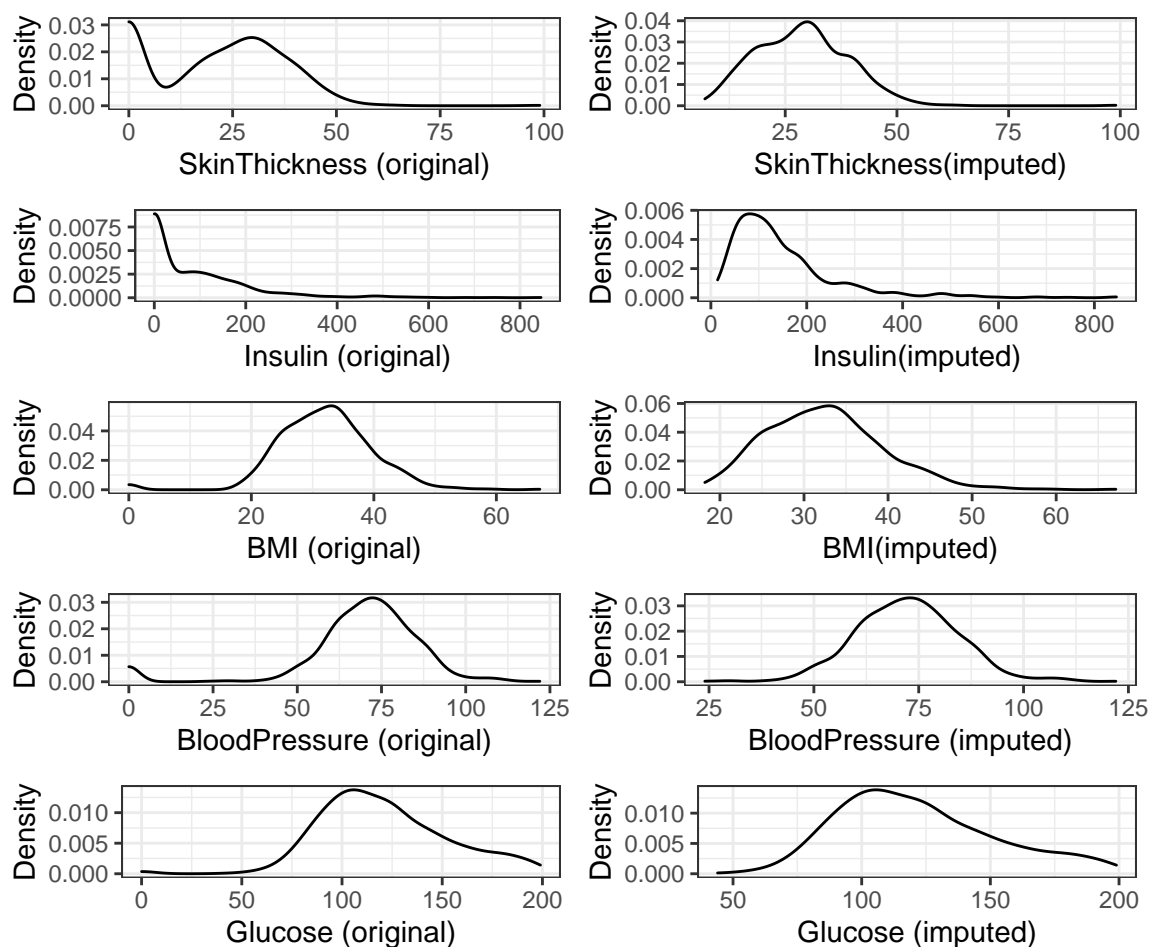 Density
0.03
0.02
0.01
0.00
0 25 50 75 100
SkinThickness (original)
Density
0.04
0.03
0.02
0.01
0.00
25 50 75 100
SkinThickness(imputed)
Density
0.0075
0.0050
0.0025
0.0000
0 200 400 600 800
Insulin (original)
Density
0.006
0.004
0.002
0.000
0 200 400 600 800
Insulin(imputed)
Density
0.04
0.02
0.00
0 20 40 60
BMI (original)
Density
0.06
0.04
0.02
0.00
20 30 40 50 60
BMI(imputed)
Density
0.03
0.02
0.01
0.00
0 25 50 75 100 125
BloodPressure (original)
Density
0.03
0.02
0.01
0.00
25 50 75 100 125
BloodPressure (imputed)
Density
0.010
0.005
0.000
0 50 100 150 200
Glucose (original)
Density
0.010
0.005
0.000
50 100 150 200
Glucose (imputed)